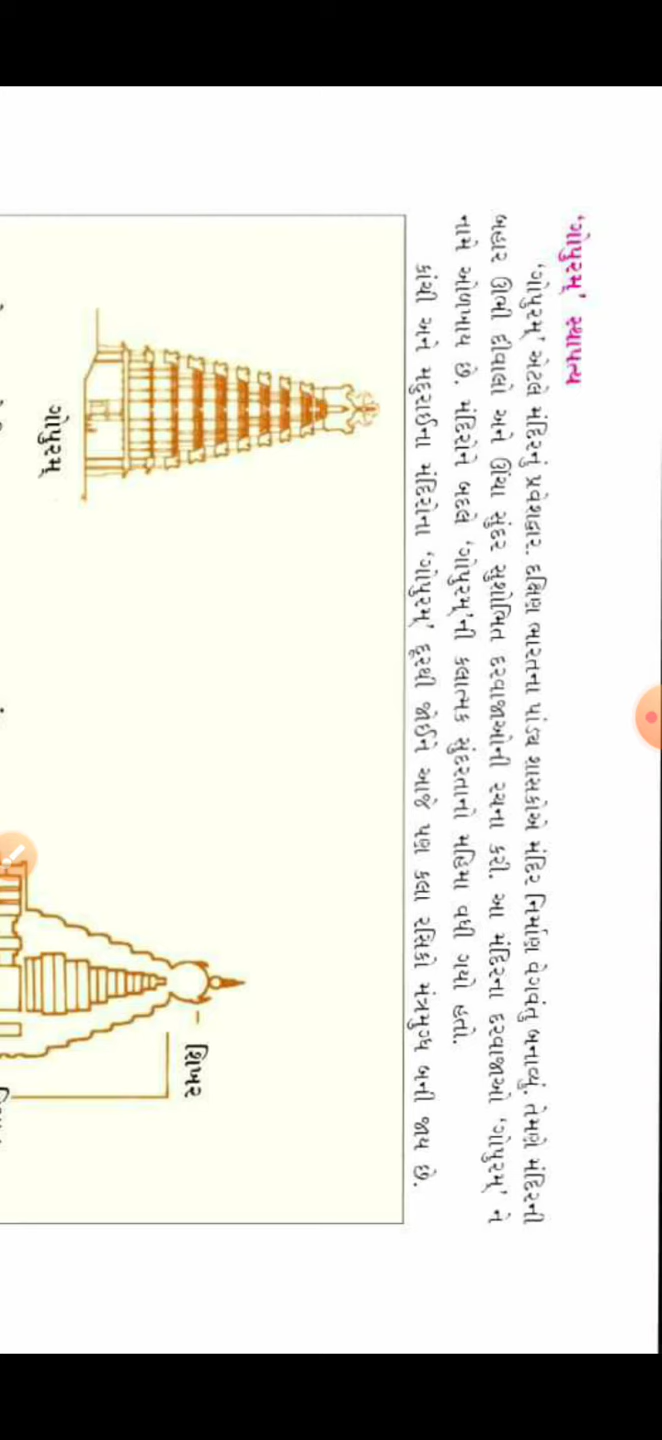 'ગોપુરમ્' સ્થાપત્ય
'ગોપુરમ્' એટલે મંદિરનું પ્રવેશદ્વાર. દક્ષિણ ભારતના પાંડ્ય શાસકોએ મંદિર નિર્માણ વેગવંતુ બનાવ્યું. તેમણે મંદિરની
બહાર ઊભી દીવાલો અને ઊંચા સુંદર સુશોભિત દરવાજાઓની રચના કરી. આ મંદિરના દરવાજાઓ 'ગોપુરમ્' ને
નામે ઓળખાય છે. મંદિરોને બદલે 'ગોપુરમ્'ની કલાત્મક સુંદરતાનો મહિમા વધી ગયો હતો.
કાંચી અને મદુરાઈના મંદિરોના 'ગોપુરમ્' દૂરથી જોઈને આજે પણ કલા રસિકો મંત્રમુગ્ધ બની જાય છે.
શિખર
ગોપુરમ્